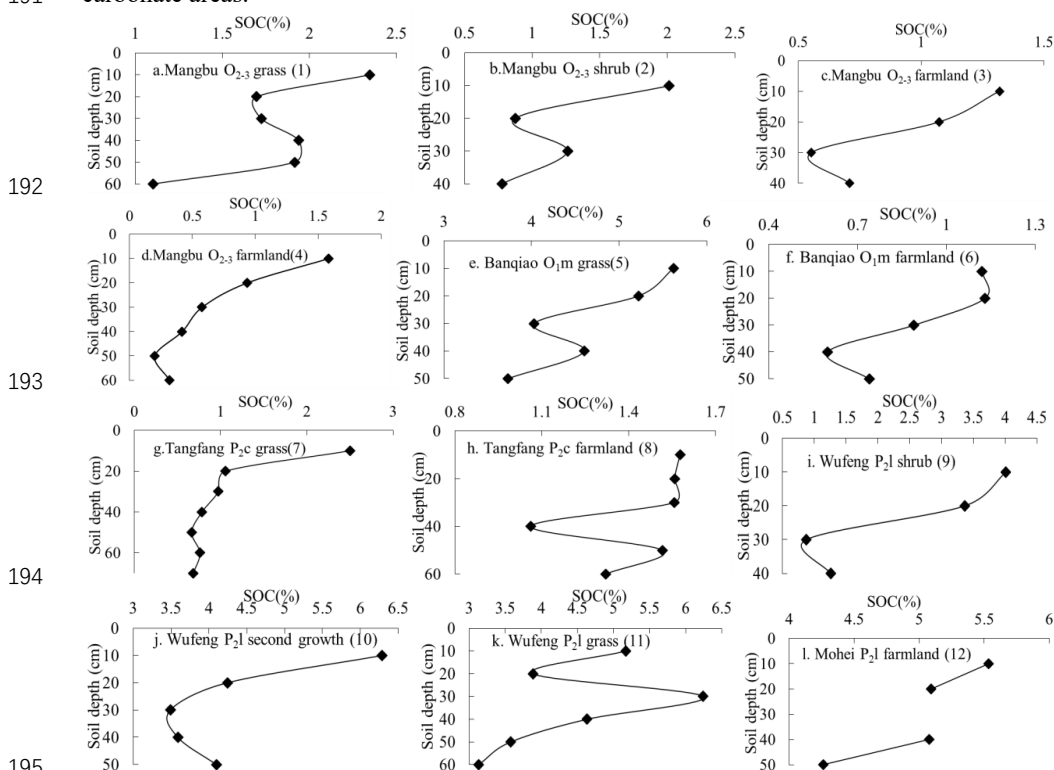 191 carbonate areas.
SOC(%)
1 1.5 2 2.5
Soil depth (cm)
0
10
20
30
40
50
60
a.Mangbu O2-3 grass (1)
SOC(%)
0.5 1 1.5 2 2.5
Soil depth (cm)
0
10
20
30
40
b.Mangbu O2-3 shrub (2)
SOC(%)
0.5 1 1.5
Soil depth (cm)
0
10
20
30
40
c.Mangbu O2-3 farmland (3)
192
SOC(%)
0 0.5 1 1.5 2
Soil depth (cm)
0
10
20
30
40
50
60
d.Mangbu O2-3 farmland(4)
SOC(%)
3 4 5 6
Soil depth (cm)
0
10
20
30
40
50
e. Banqiao O1m grass(5)
SOC(%)
0.4 0.7 1 1.3
Soil depth (cm)
0
10
20
30
40
50
f. Banqiao O1m farmland (6)
193
SOC(%)
0 1 2 3
Soil depth (cm)
0
20
40
60
g.Tangfang P2c grass(7)
SOC(%)
0.8 1.1 1.4 1.7
Soil depth (cm)
0
20
40
60
h. Tangfang P2c farmland (8)
SOC(%)
0.5 1 1.5 2 2.5 3 3.5 4 4.5
Soil depth (cm)
0
10
20
30
40
i. Wufeng P2l shrub (9)
194
SOC(%)
3 3.5 4 4.5 5 5.5 6 6.5
Soil depth (cm)
0
10
20
30
40
50
j. Wufeng P2l second growth (10)
SOC(%)
3 3.5 4 4.5 5 5.5 6 6.5 7
Soil depth (cm)
0
10
20
30
40
50
60
k. Wufeng P2l grass (11)
SOC(%)
4 5 6
Soil depth (cm)
0
10
20
30
40
50
l. Mohei P2l farmland (12)
195